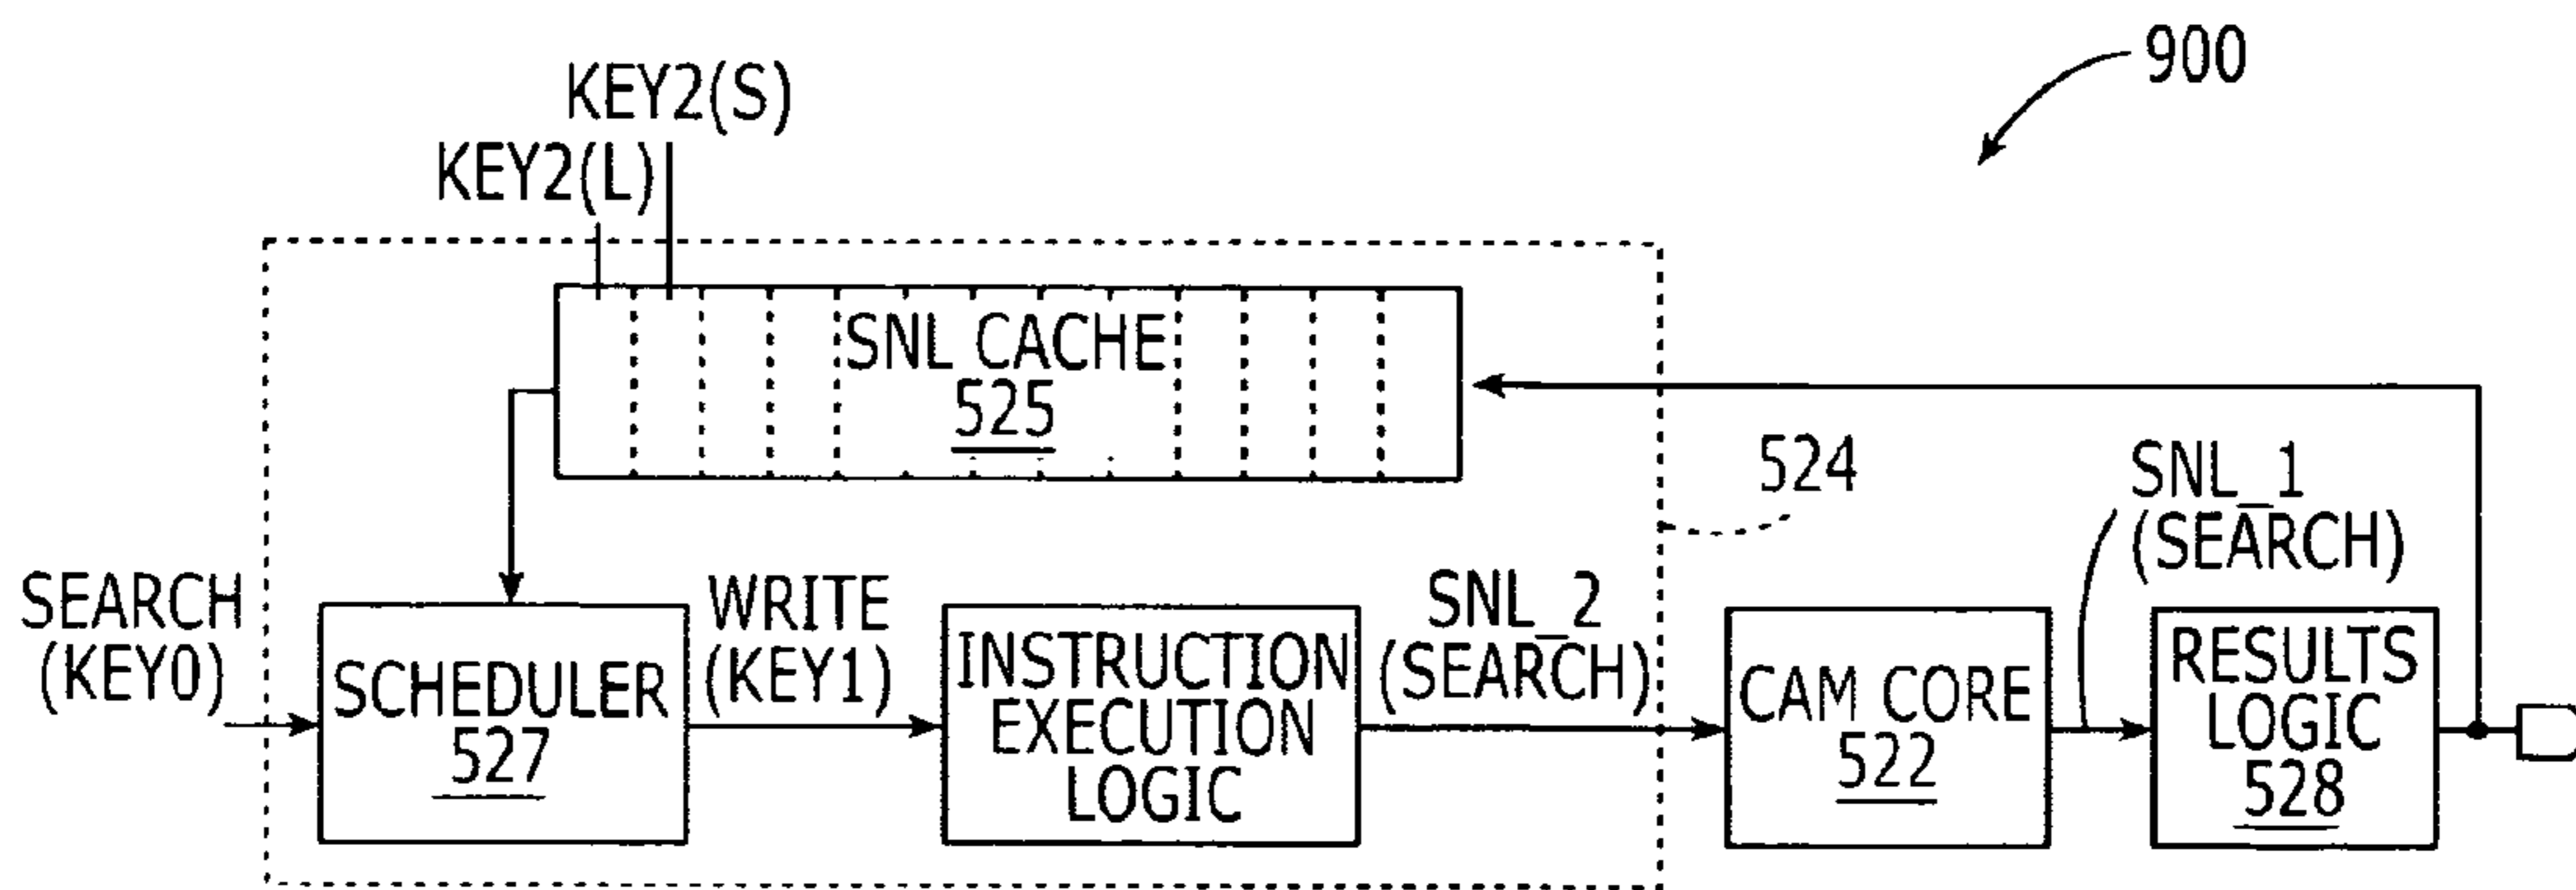 900
KEY2(S)
KEY2(L)
SNL CACHE
525
524
SNL_1
(SEARCH)
SEARCH
(KEY0)
SCHEDULER
527
WRITE
(KEY1)
INSTRUCTION
EXECUTION
LOGIC
SNL_2
(SEARCH)
CAM CORE
522
RESULTS
LOGIC
528